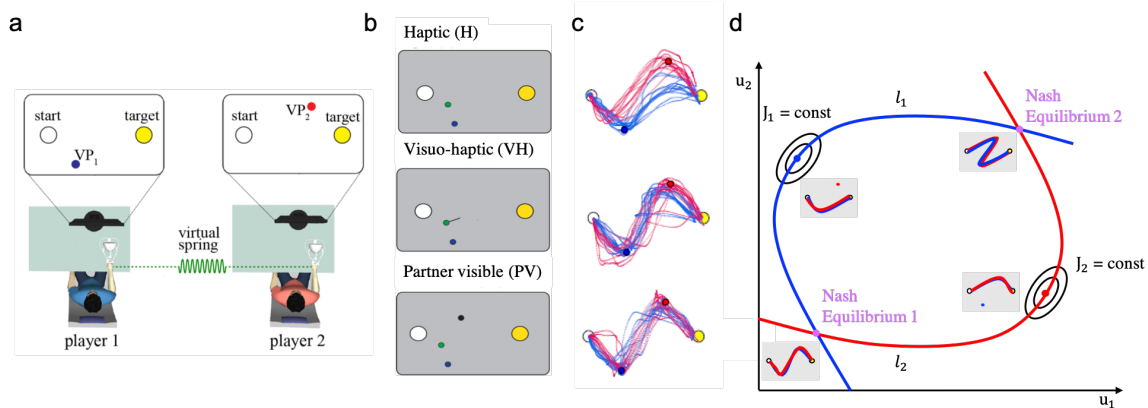 a
start
target
VP1
VP2
start
target
virtual
spring
player 1
player 2
b
Haptic (H)
Visuo-haptic (VH)
Partner visible (PV)
c
d
u2
J1 = const
l1
Nash
Equilibrium 2
J2 = const
Nash
Equilibrium 1
l2
u1